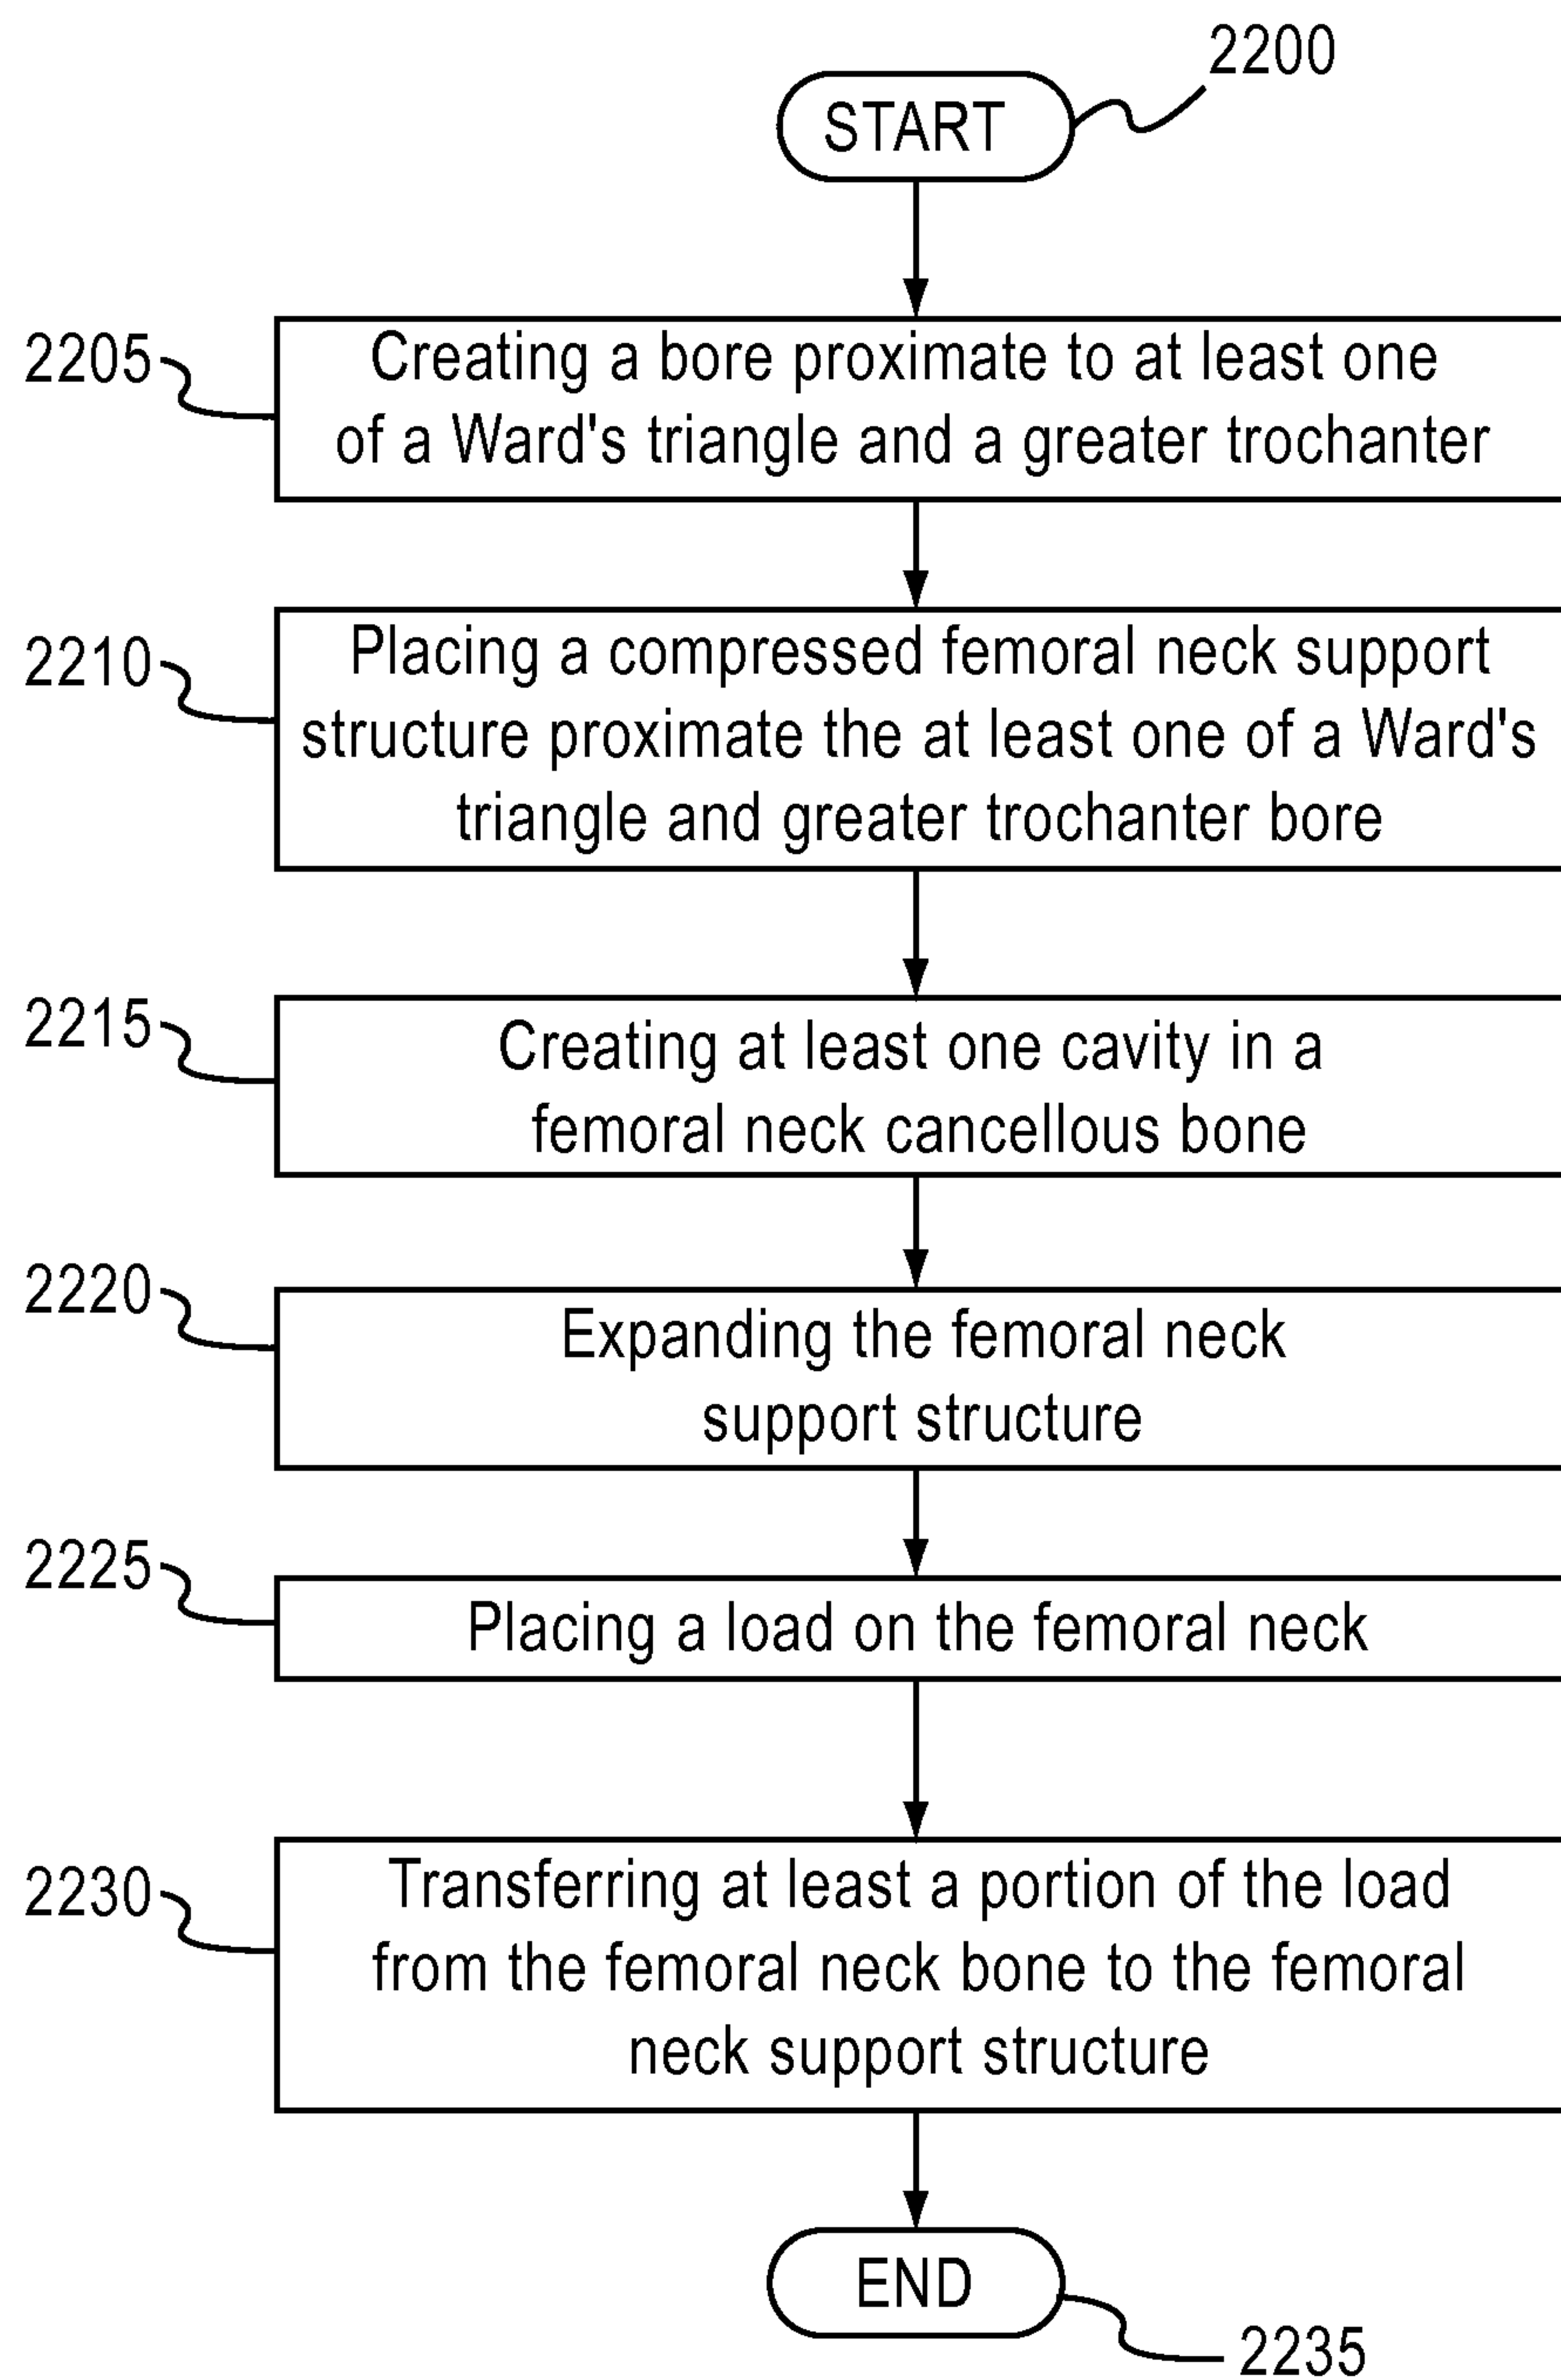 2200
START
2205
Creating a bore proximate to at least one
of a Ward's triangle and a greater trochanter
2210
Placing a compressed femoral neck support
structure proximate the at least one of a Ward's
triangle and greater trochanter bore
2215
Creating at least one cavity in a
femoral neck cancellous bone
2220
Expanding the femoral neck
support structure
2225
Placing a load on the femoral neck
2230
Transferring at least a portion of the load
from the femoral neck bone to the femoral
neck support structure
END
2235